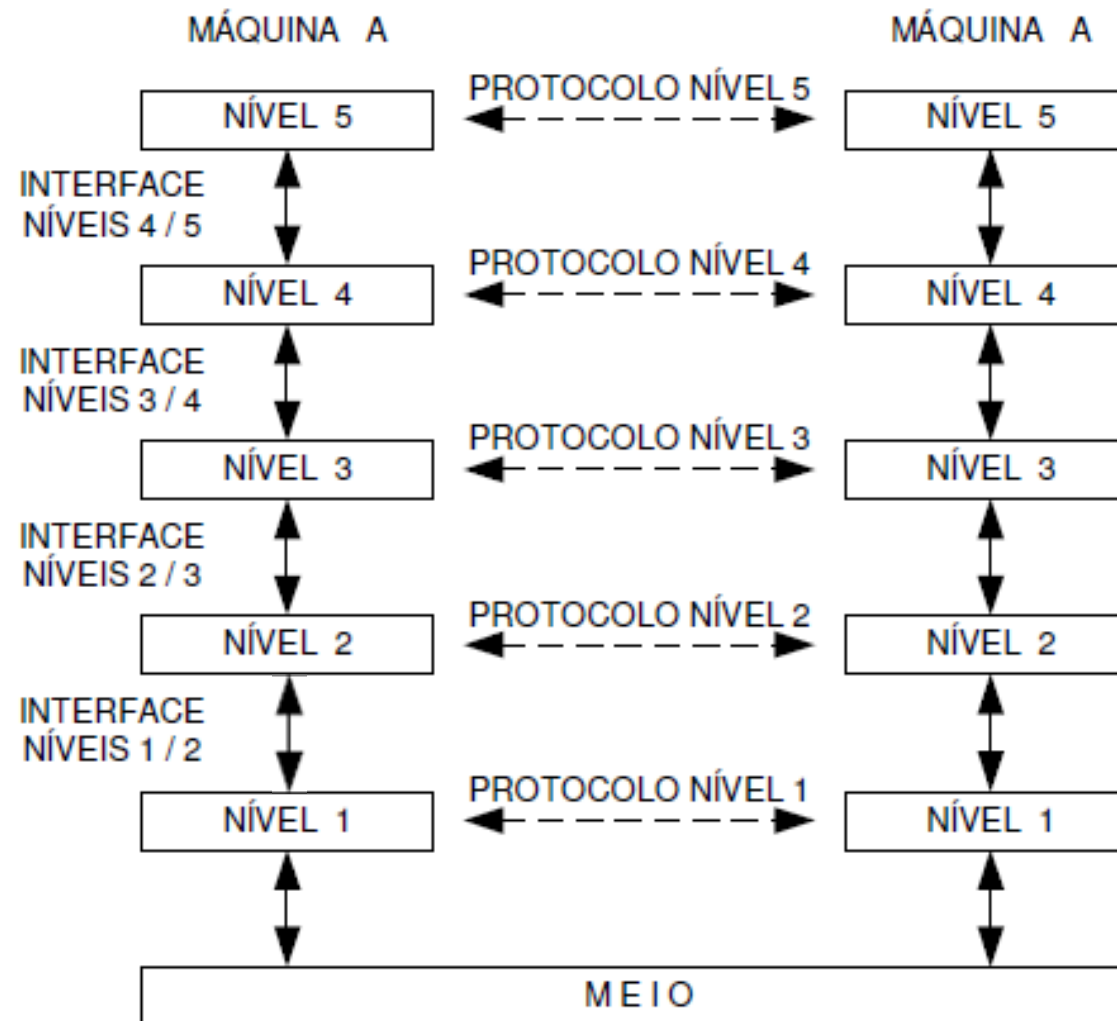 MÁQUINA A
MÁQUINA A
PROTOCOLO NÍVEL 5
NÍVEL 5
NÍVEL 5
INTERFACE
NÍVEIS 4 / 5
PROTOCOLO NÍVEL 4
NÍVEL 4
NÍVEL 4
INTERFACE
NÍVEIS 3 / 4
PROTOCOLO NÍVEL 3
NÍVEL 3
NÍVEL 3
INTERFACE
NÍVEIS 2 / 3
PROTOCOLO NÍVEL 2
NÍVEL 2
NÍVEL 2
INTERFACE
NÍVEIS 1 / 2
PROTOCOLO NÍVEL 1
NÍVEL 1
NÍVEL 1
M E I O